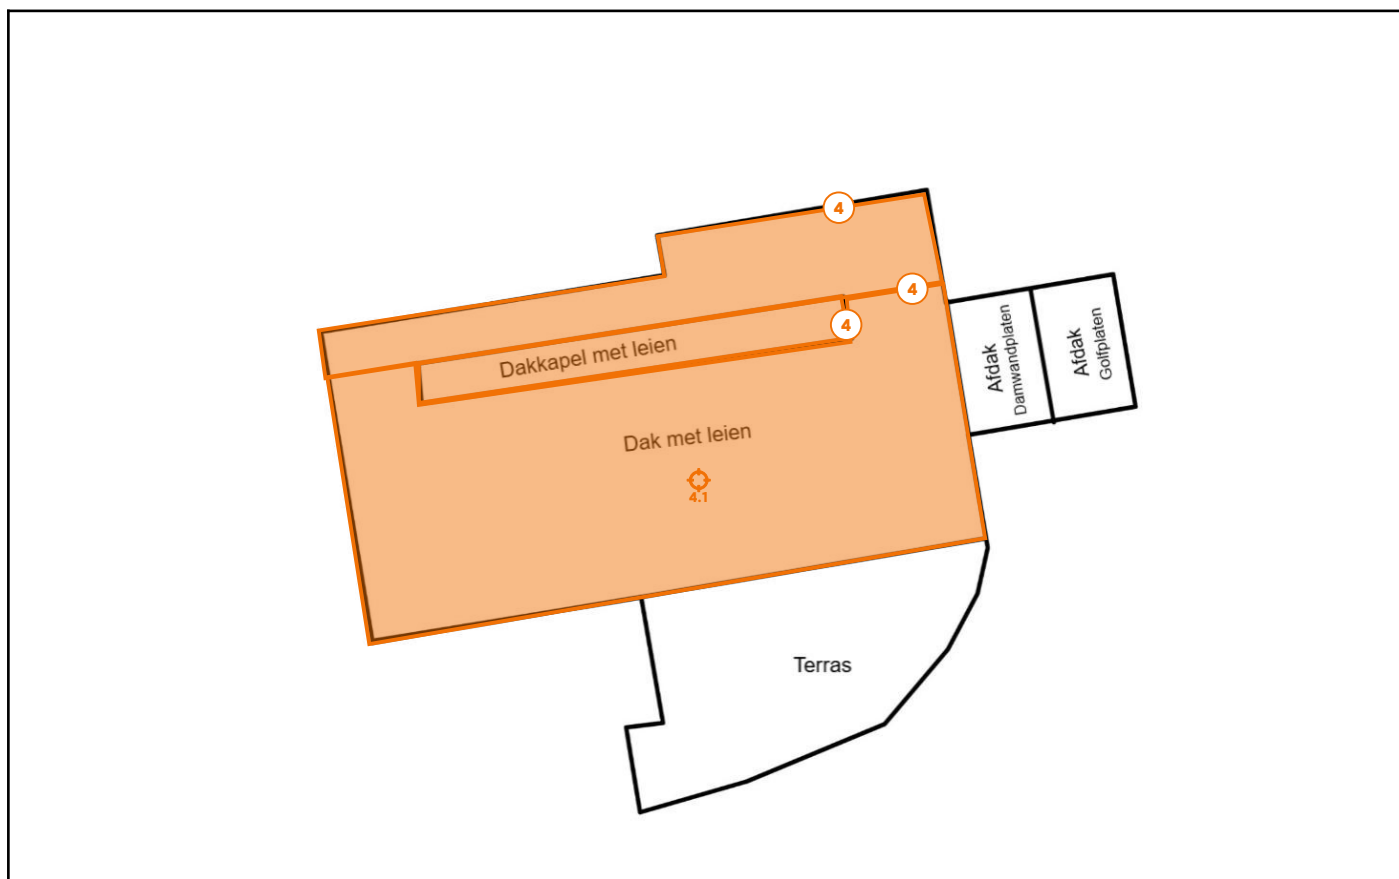 4
4
4
Dakkapel met leien
Dak met leien
4.1
Afdak
Damwandplaten
Afdak
Golfplaten
Terras